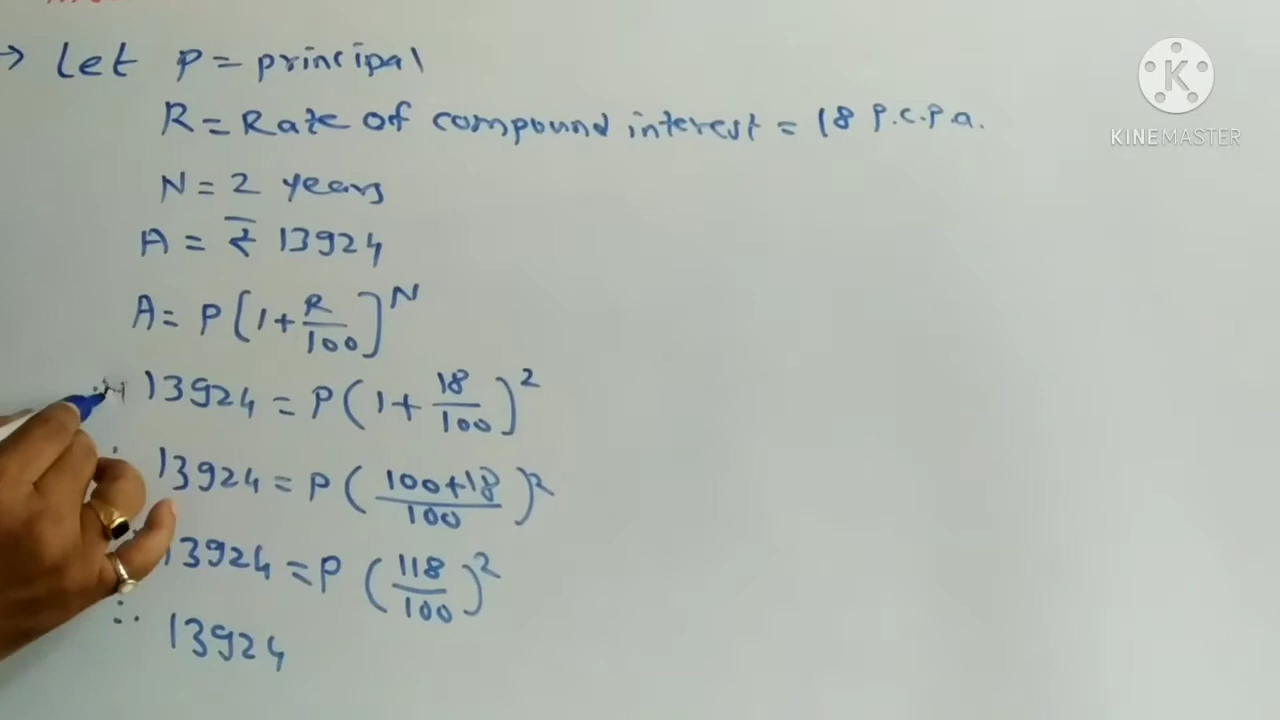 → Let P = principal
R = Rate of compound interest = 18 p.c.p.a.
N = 2 years
A = ₹ 13924
A = P [1 + R/100]^N
13924 = P (1 + 18/100)^2
∴ 13924 = P (100+18/100)^2
13924 = P (118/100)^2
∴ 13924
KINEMASTER